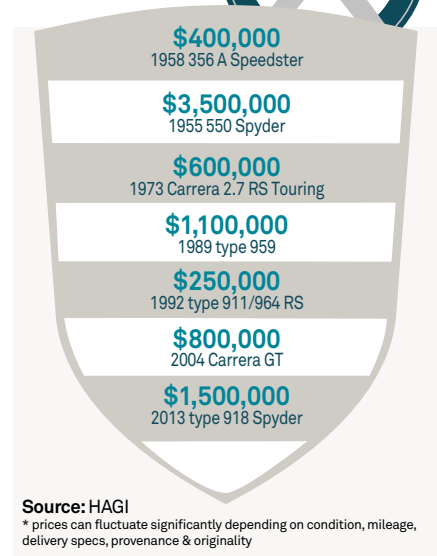 $400,000
1958 356 A Speedster
$3,500,000
1955 550 Spyder
$600,000
1973 Carrera 2.7 RS Touring
$1,100,000
1989 type 959
$250,000
1992 type 911/964 RS
$800,000
2004 Carrera GT
$1,500,000
2013 type 918 Spyder
Source: HAGI
* prices can fluctuate significantly depending on condition, mileage,
delivery specs, provenance & originality